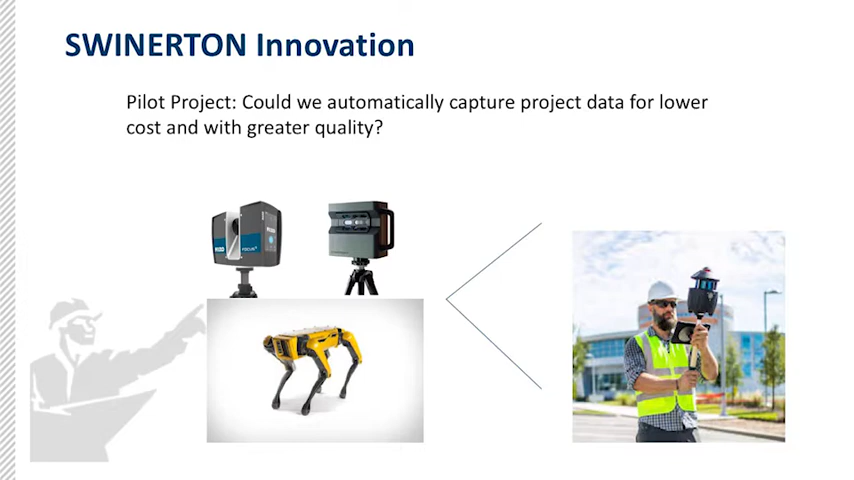 SWINERTON Innovation
Pilot Project: Could we automatically capture project data for lower
cost and with greater quality?